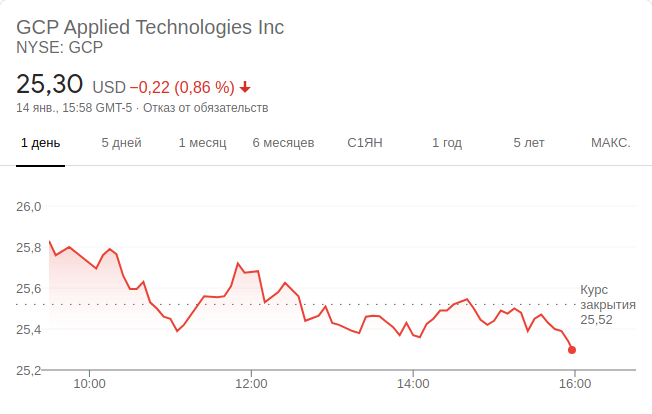 GCP Applied Technologies Inc
NYSE: GCP
25,30 USD −0,22 (0,86 %)
14 янв., 15:58 GMT-5 · Отказ от обязательств
1 день 5 дней 1 месяц 6 месяцев С1ЯН 1 год 5 лет МАКС.
26,0
25,8
25,6
25,4
25,2
Курс
закрытия
25,52
10:00 12:00 14:00 16:00